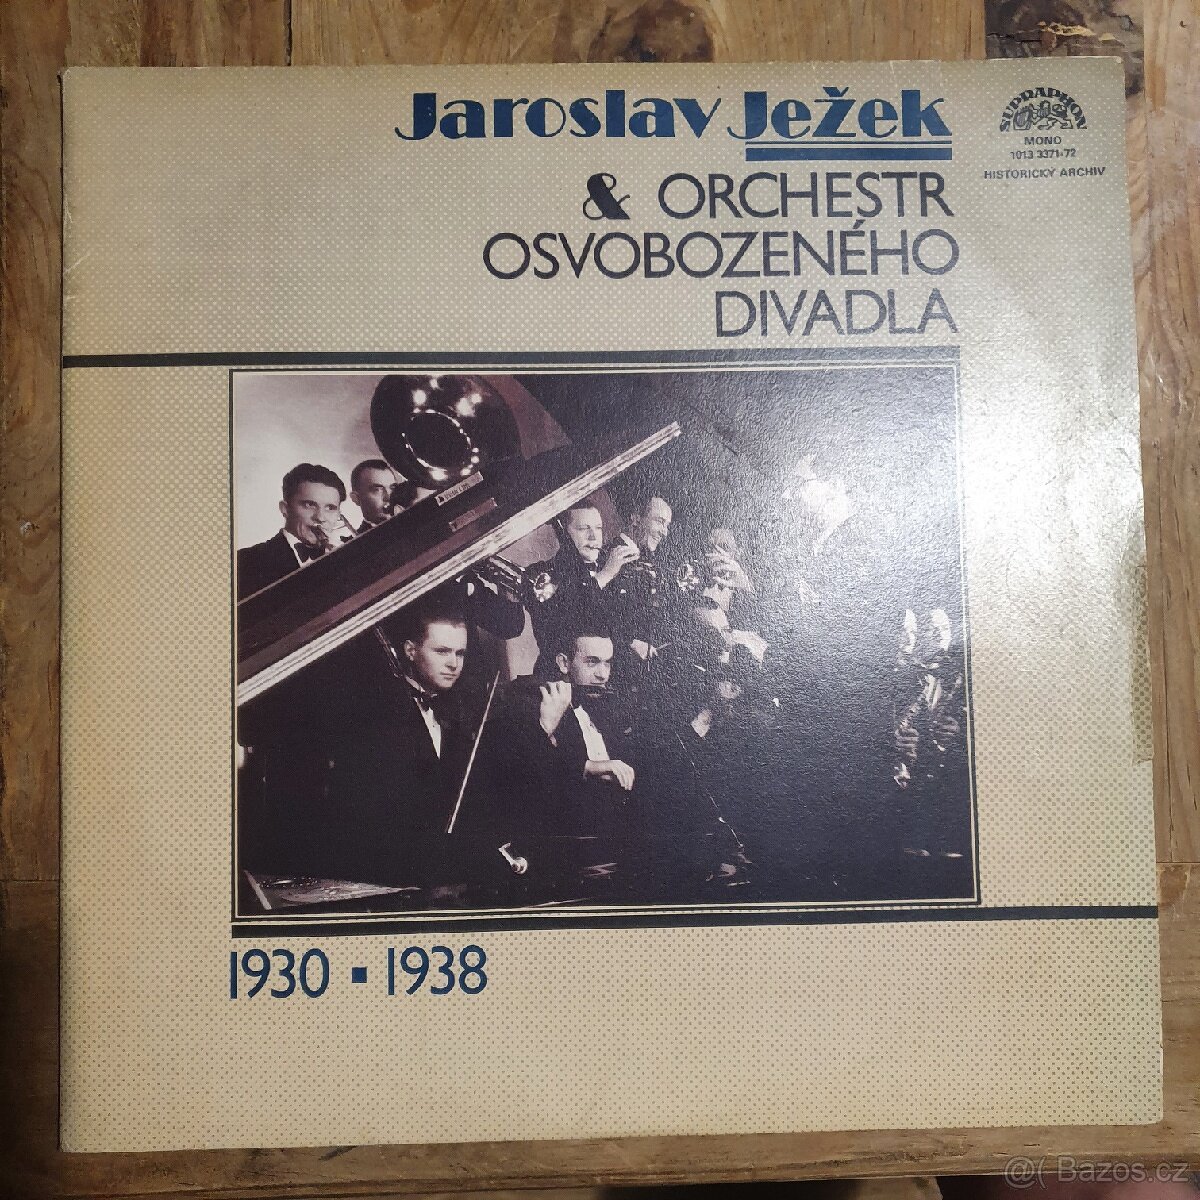 Jaroslav Ježek
& ORCHESTR
OSVOBOZENÉHO
DIVADLA
SUPRAPHON
MONO
1013 3371-72
HISTORICKÝ ARCHIV
1930 ▪ 1938
@( Bazos.cz